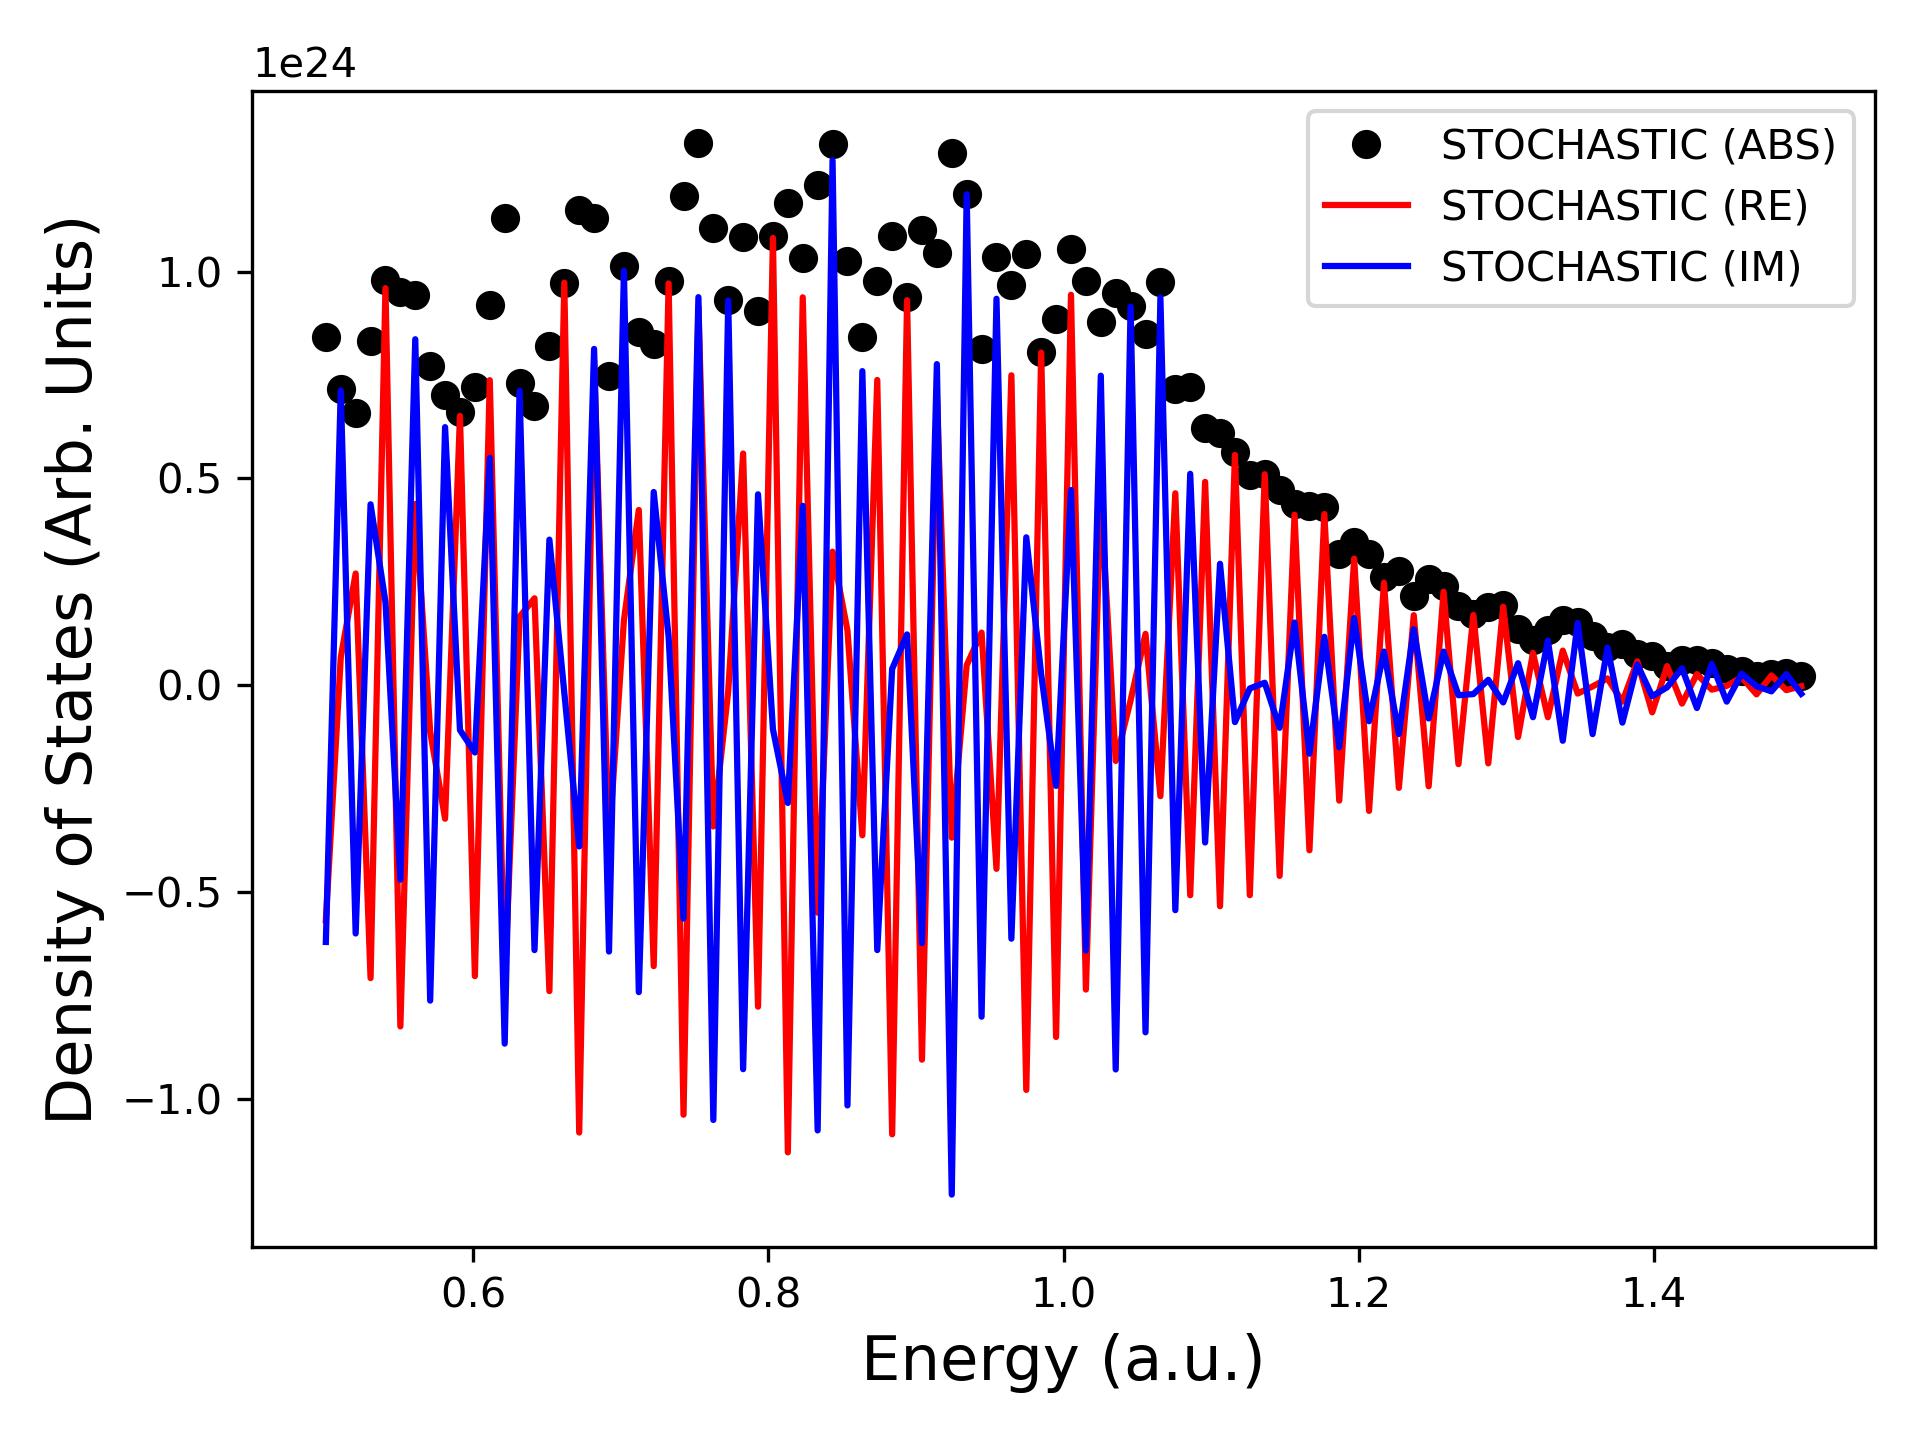 1e24
STOCHASTIC (ABS)
STOCHASTIC (RE)
STOCHASTIC (IM)
Density of States (Arb. Units)
1.0
0.5
0.0
−0.5
−1.0
0.6 0.8 1.0 1.2 1.4
Energy (a.u.)